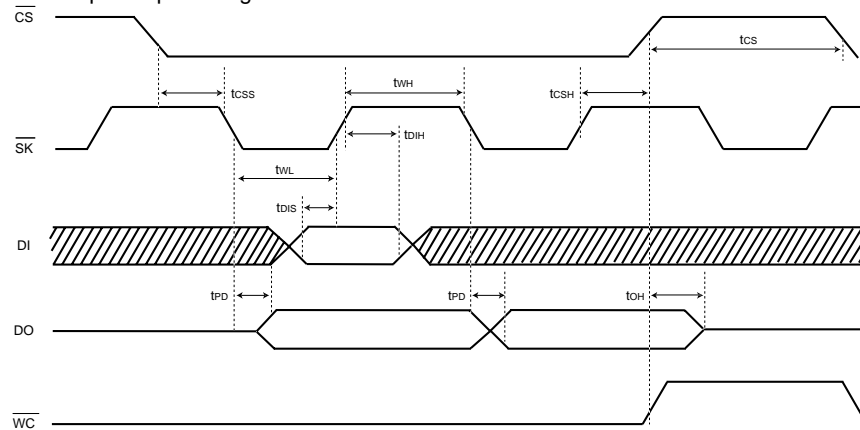 CS
tCS
tCSS
tWH
tCSH
SK
tDIH
tWL
tDIS
DI
tPD
tPD
tOH
DO
WC